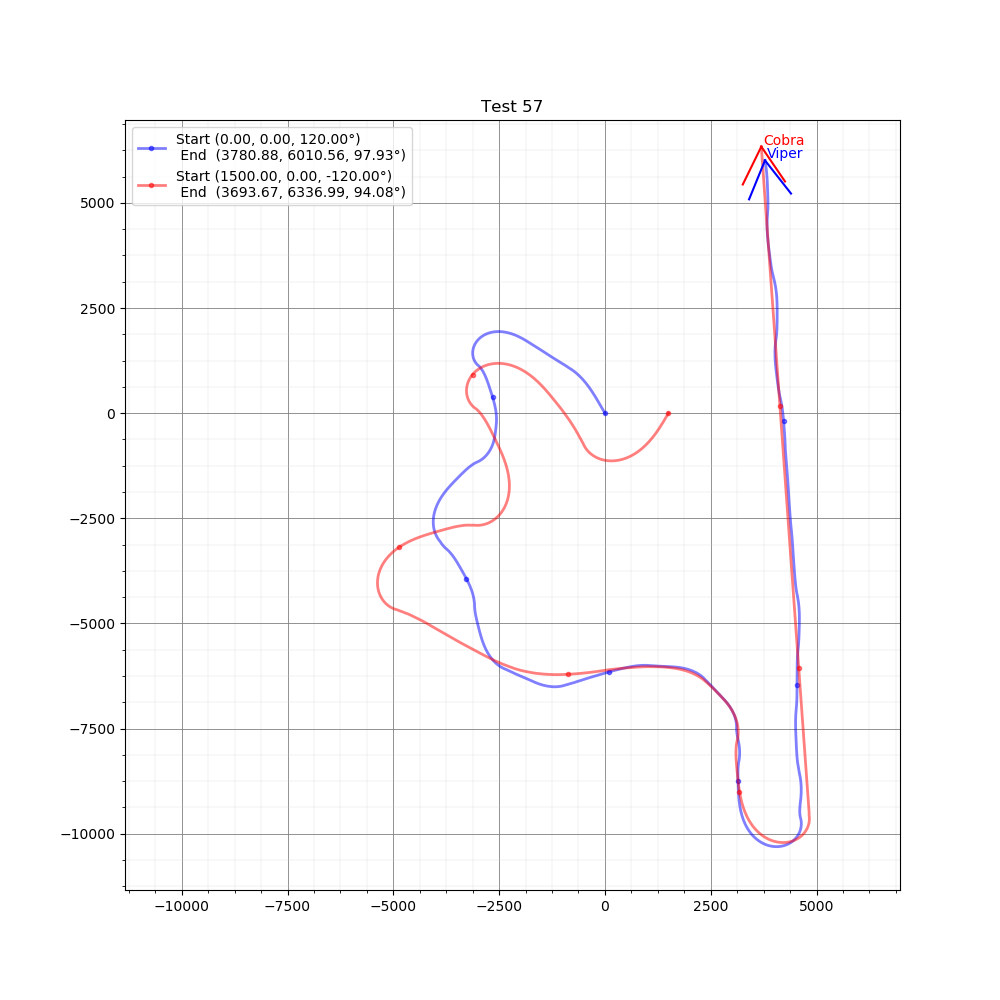 Test 57
Start (0.00, 0.00, 120.00°)
End (3780.88, 6010.56, 97.93°)
Start (1500.00, 0.00, -120.00°)
End (3693.67, 6336.99, 94.08°)
Cobra
Viper
5000
2500
0
−2500
−5000
−7500
−10000
−10000
−7500
−5000
−2500
0
2500
5000